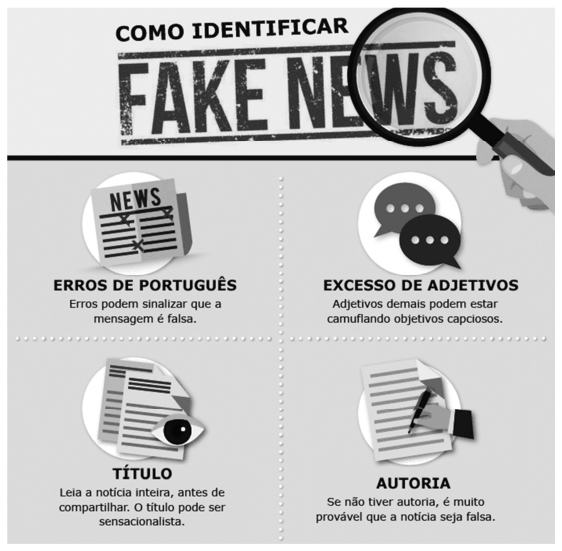 COMO IDENTIFICAR
FAKE NEWS
NEWS
ERROS DE PORTUGUÊS
Erros podem sinalizar que a
mensagem é falsa.
EXCESSO DE ADJETIVOS
Adjetivos demais podem estar
camuflando objetivos capciosos.
TÍTULO
Leia a notícia inteira, antes de
compartilhar. O título pode ser
sensacionalista.
AUTORIA
Se não tiver autoria, é muito
provável que a notícia seja falsa.